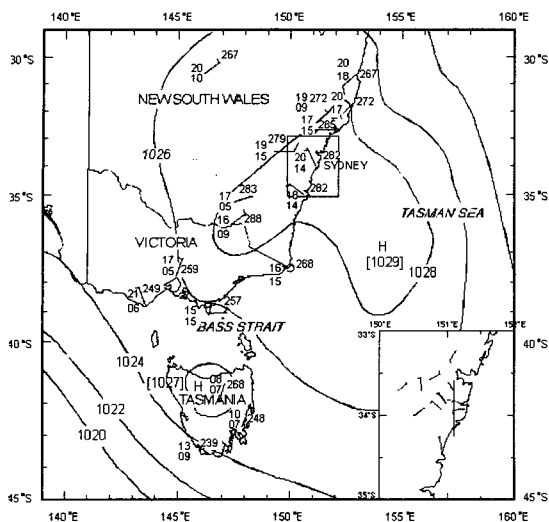 140°E 145°E 150°E 155°E 160°E
30°S 30°S
20 267
10
20
18 267
NEW SOUTH WALES
19 272 20
09 17 272
17 285
15
1026
19 279
15
20 282
14 SYDNEY
35°S 35°S
17 283
05
18 282
14
16 288
09
TASMAN SEA
VICTORIA
H
[1029]
1028
17 259
05
16 268
15
21 249
06
15 257
15
BASS STRAIT
150°E 151°E
33°S
40°S 40°S
1024
[1027] H
08 268
07
TASMANIA
1022
10 248
07
34°S
1020
13 239
09
35°S
45°S 45°S
140°E 145°E 150°E 155°E 160°E